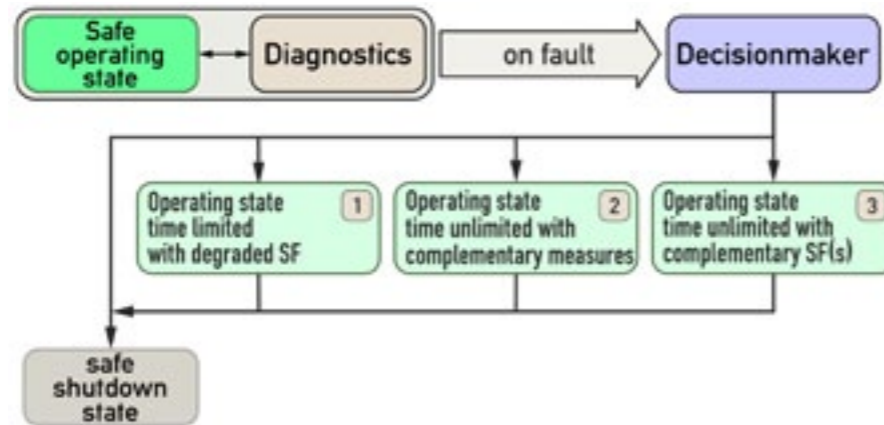 Safe
operating
state
Diagnostics
on fault
Decisionmaker
Operating state
time limited
with degraded SF
1
Operating state
time unlimited with
complementary measures
2
Operating state
time unlimited with
complementary SF(s)
3
safe
shutdown
state